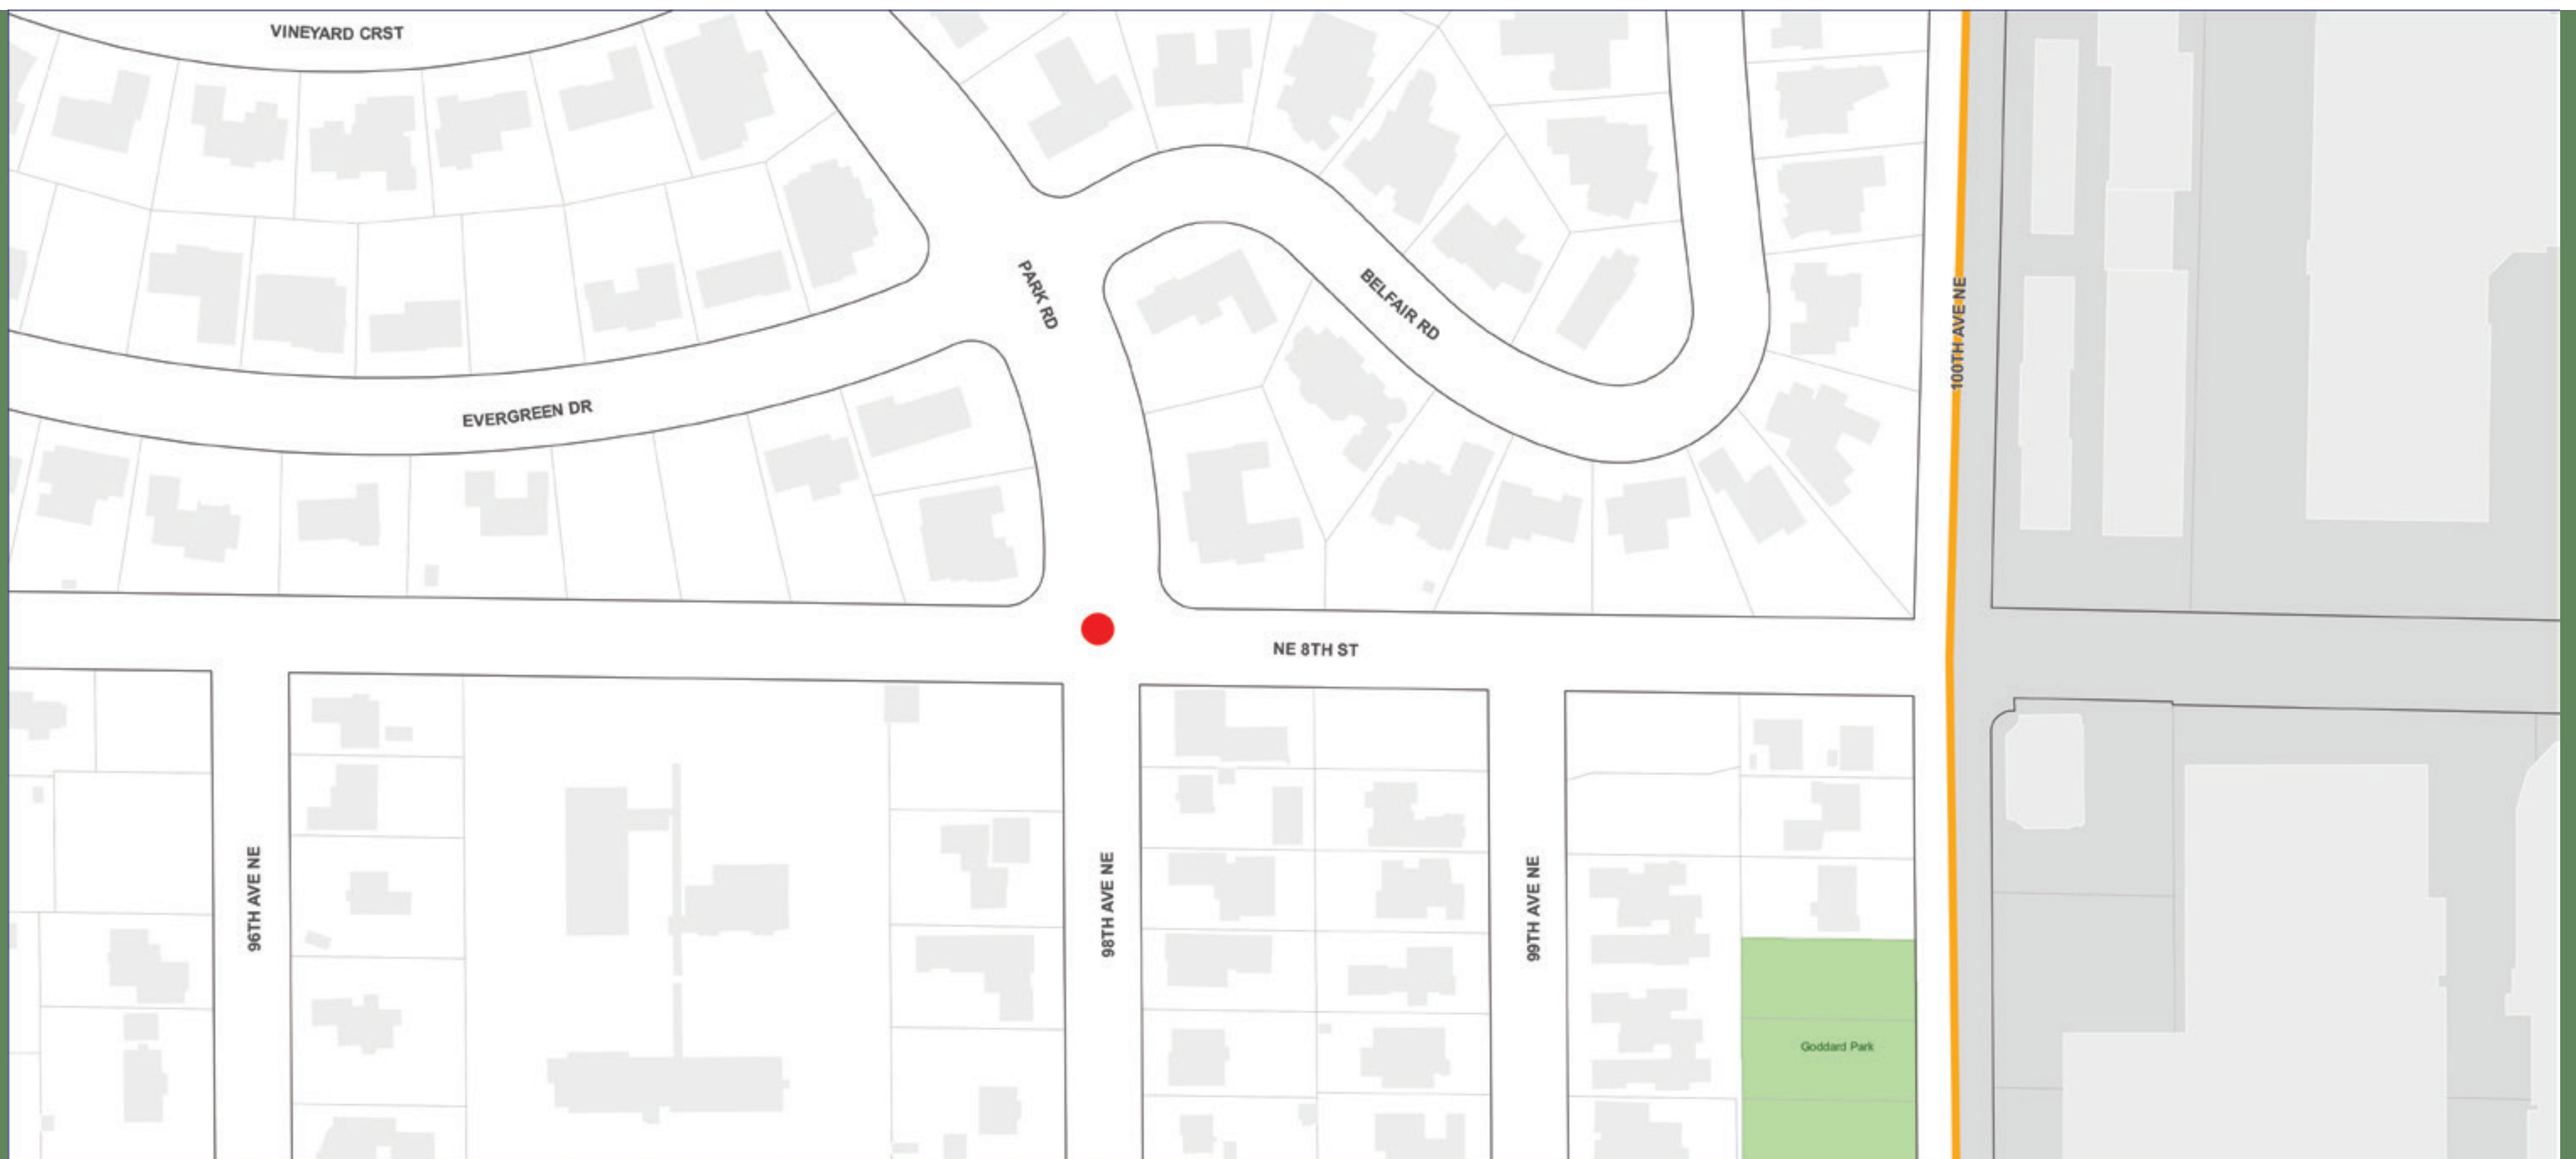 VINEYARD CRST
PARK RD
BELFAIR RD
100TH AVE NE
EVERGREEN DR
NE 8TH ST
96TH AVE NE
98TH AVE NE
99TH AVE NE
Goddard Park